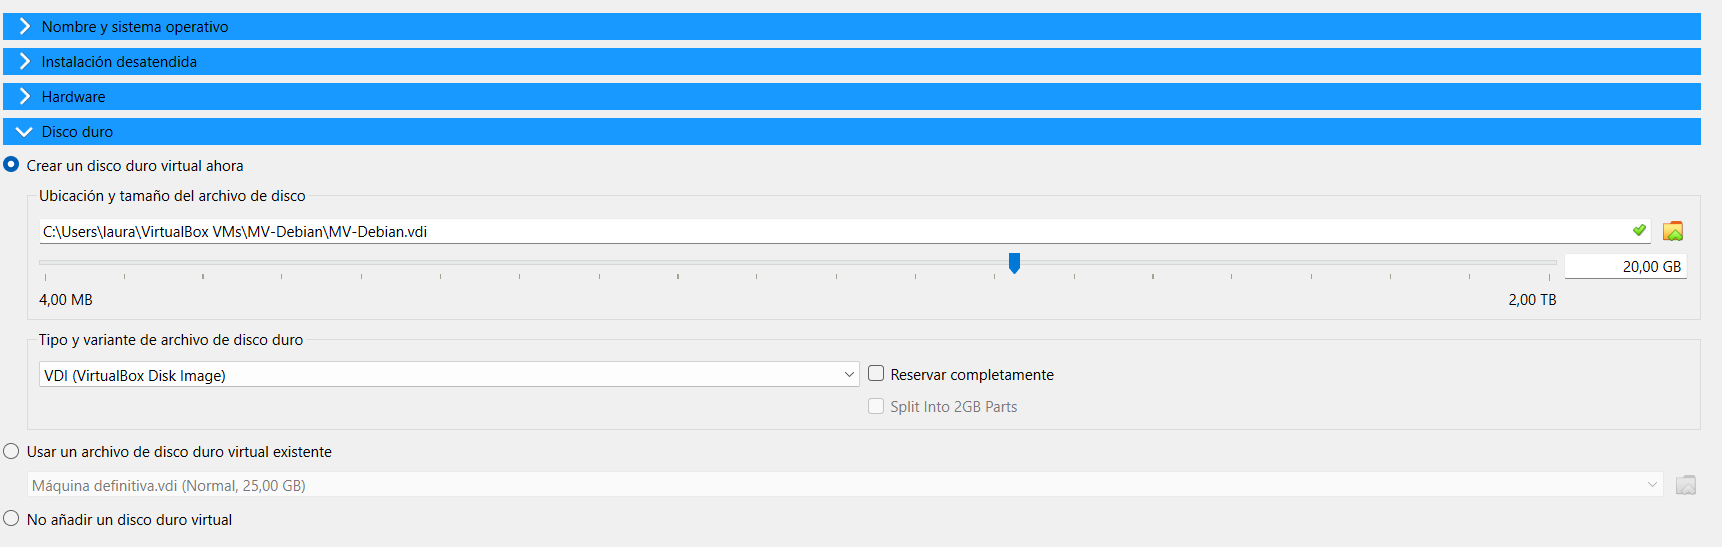 Nombre y sistema operativo
Instalación desatendida
Hardware
Disco duro
Crear un disco duro virtual ahora
Ubicación y tamaño del archivo de disco
C:\Users\laura\VirtualBox VMs\MV-Debian\MV-Debian.vdi
20,00 GB
4,00 MB 2,00 TB
Tipo y variante de archivo de disco duro
VDI (VirtualBox Disk Image) Reservar completamente
Split Into 2GB Parts
Usar un archivo de disco duro virtual existente
Máquina definitiva.vdi (Normal, 25,00 GB)
No añadir un disco duro virtual